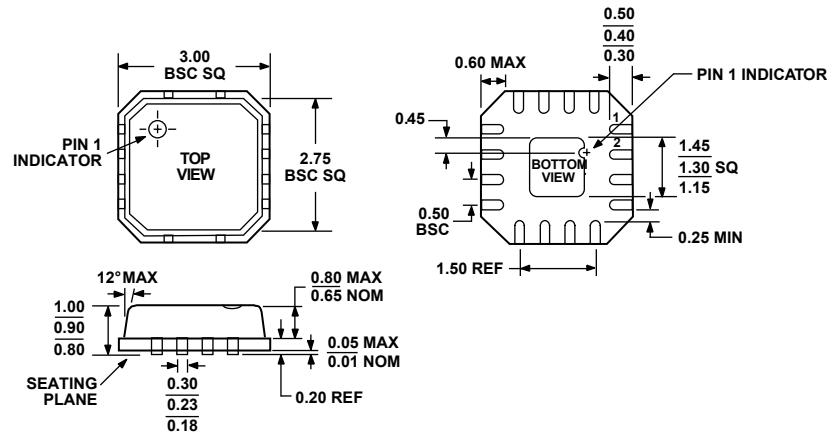 3.00
BSC SQ
PIN 1
INDICATOR
TOP
VIEW
2.75
BSC SQ
0.50
0.40
0.30
0.60 MAX
PIN 1 INDICATOR
0.45
1
2
BOTTOM
VIEW
1.45
1.30 SQ
1.15
0.50
BSC
0.25 MIN
1.50 REF
12°MAX
0.80 MAX
0.65 NOM
1.00
0.90
0.80
0.05 MAX
0.01 NOM
SEATING
PLANE
0.30
0.23
0.18
0.20 REF